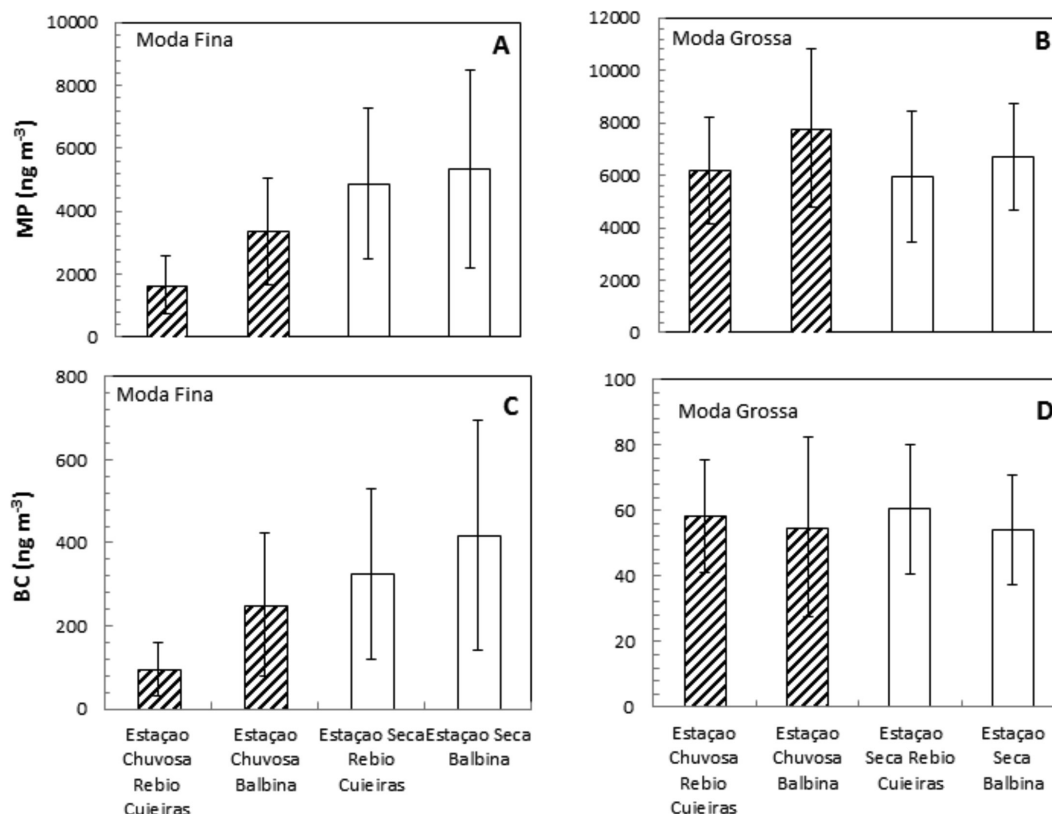 Moda Fina
A
MP (ng m⁻³)
10000
8000
6000
4000
2000
0
Moda Grossa
B
12000
10000
8000
6000
4000
2000
0
Moda Fina
C
BC (ng m⁻³)
800
600
400
200
0
Estaçao Chuvosa Rebio Cuieiras
Estaçao Chuvosa Balbina
Estaçao Seca Rebio Cuieiras
Estaçao Seca Balbina
Moda Grossa
D
100
80
60
40
20
0
Estaçao Chuvosa Rebio Cuieiras
Estaçao Chuvosa Balbina
Estaçao Seca Rebio Cuieiras
Estaçao Seca Balbina